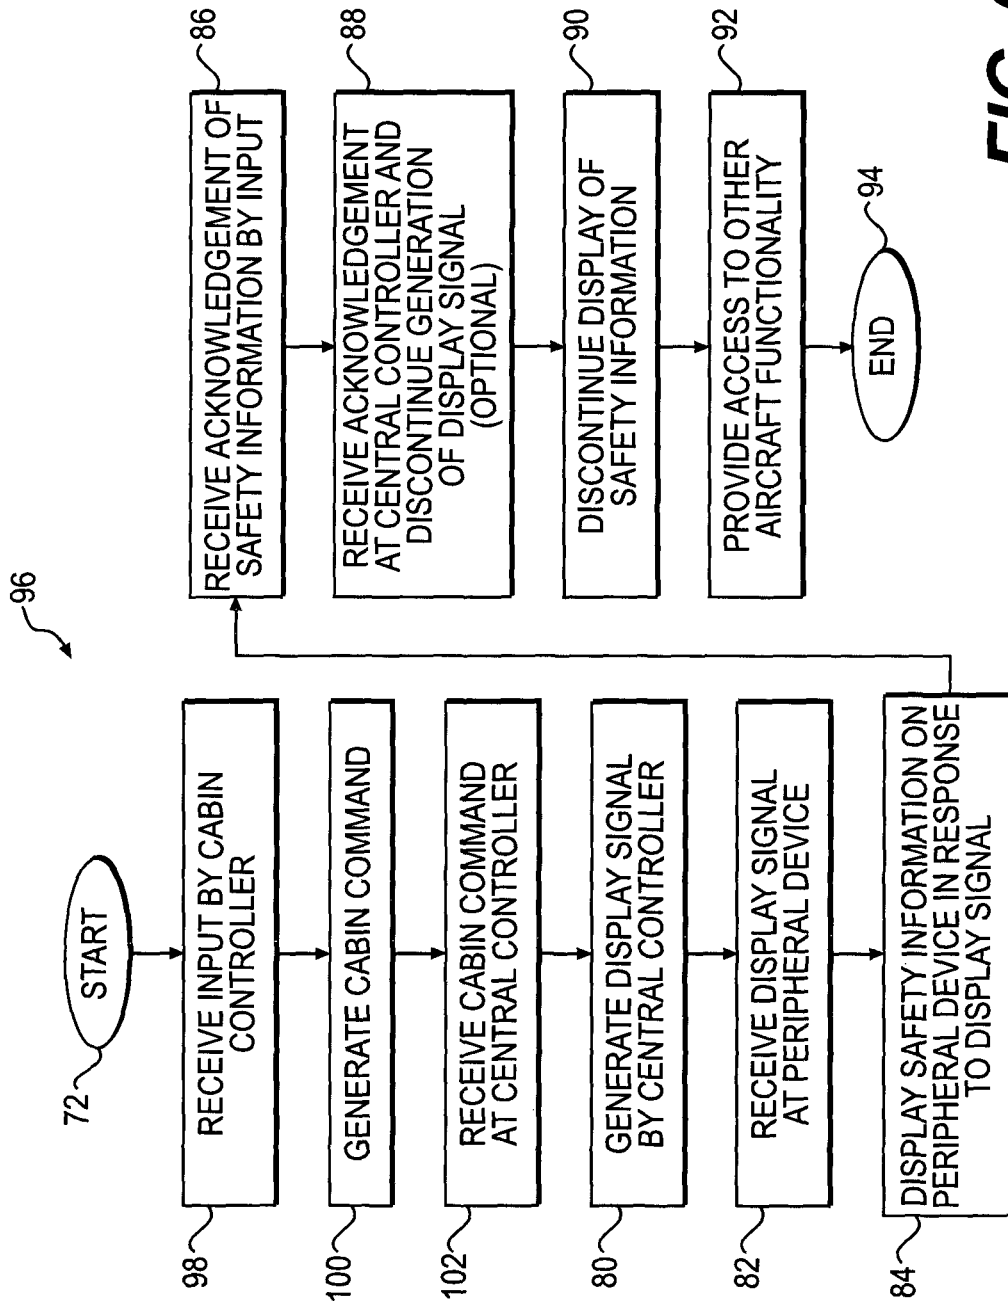 96
72
START
98
RECEIVE INPUT BY CABIN
CONTROLLER
100
GENERATE CABIN COMMAND
102
RECEIVE CABIN COMMAND
AT CENTRAL CONTROLLER
80
GENERATE DISPLAY SIGNAL
BY CENTRAL CONTROLLER
82
RECEIVE DISPLAY SIGNAL
AT PERIPHERAL DEVICE
84
DISPLAY SAFETY INFORMATION ON
PERIPHERAL DEVICE IN RESPONSE
TO DISPLAY SIGNAL
86
RECEIVE ACKNOWLEDGEMENT OF
SAFETY INFORMATION BY INPUT
88
RECEIVE ACKNOWLEDGEMENT
AT CENTRAL CONTROLLER AND
DISCONTINUE GENERATION
OF DISPLAY SIGNAL
(OPTIONAL)
90
DISCONTINUE DISPLAY OF
SAFETY INFORMATION
92
PROVIDE ACCESS TO OTHER
AIRCRAFT FUNCTIONALITY
94
END
FIG.